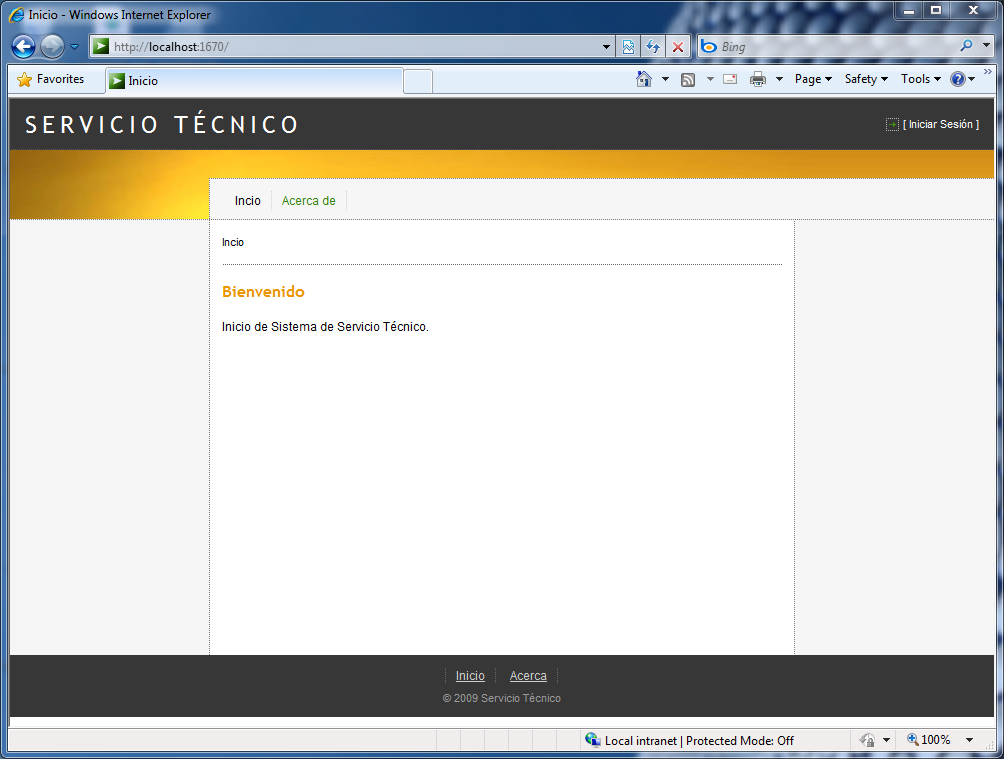 Inicio - Windows Internet Explorer
http://localhost:1670/
Bing
Favorites
Inicio
Page
Safety
Tools
SERVICIO TÉCNICO
[ Iniciar Sesión ]
Incio
Acerca de
Incio
Bienvenido
Inicio de Sistema de Servicio Técnico.
Inicio
Acerca
© 2009 Servicio Técnico
Local intranet | Protected Mode: Off
100%